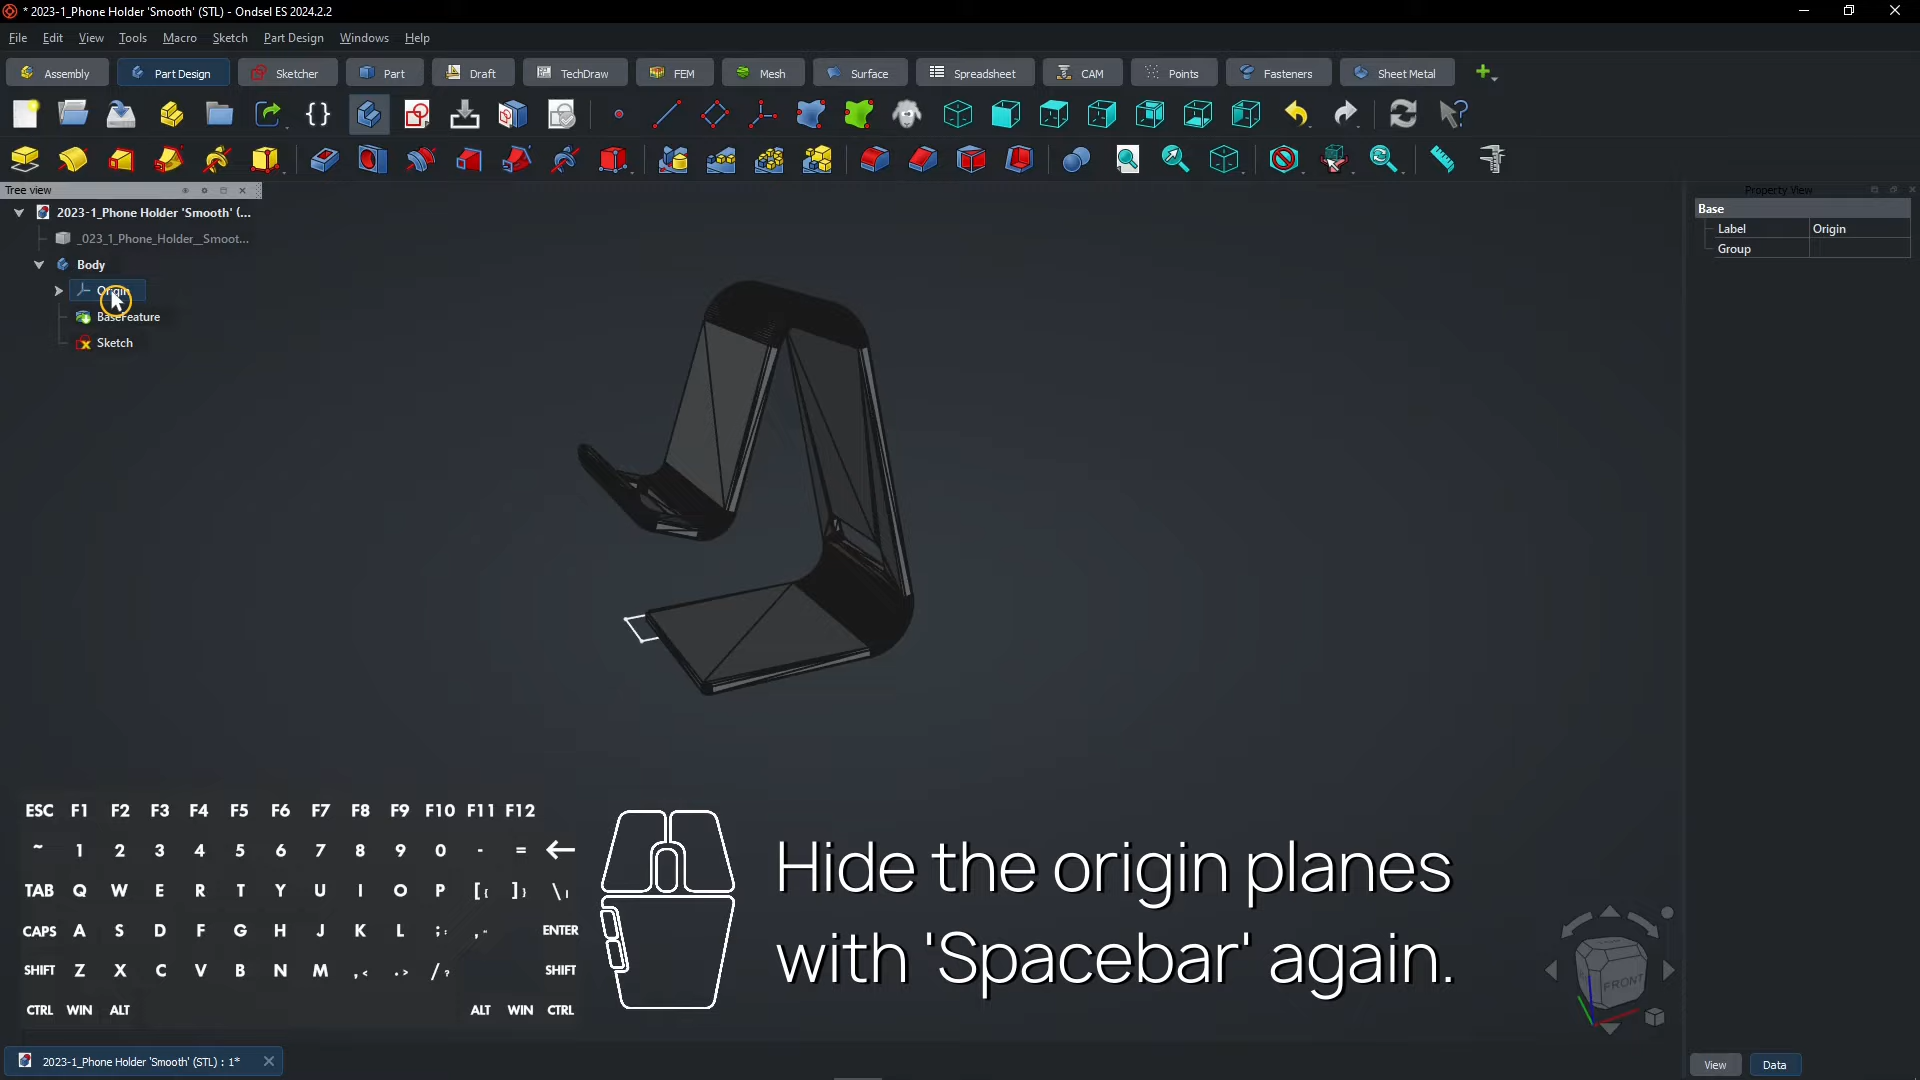 * 2023-1_Phone Holder 'Smooth' (STL) - Ondsel ES 2024.2.2
File Edit View Tools Macro Sketch Part Design Windows Help
Assembly Part Design Sketcher Part Draft TechDraw FEM Mesh Surface Spreadsheet CAM Points Fasteners Sheet Metal
Tree view
Property View
2023-1_Phone Holder 'Smooth' (...
_023_1_Phone_Holder__Smoot...
Body
Origin
BaseFeature
Sketch
Base
Label Origin
Group
ESC F1 F2 F3 F4 F5 F6 F7 F8 F9 F10 F11 F12
~ 1 2 3 4 5 6 7 8 9 0 - = ←
TAB Q W E R T Y U I O P [{ ]} \|
CAPS A S D F G H J K L ;: ," ENTER
SHIFT Z X C V B N M ,< .> /? SHIFT
CTRL WIN ALT ALT WIN CTRL
Hide the origin planes
with 'Spacebar' again.
FRONT
2023-1_Phone Holder 'Smooth' (STL) : 1*
View Data